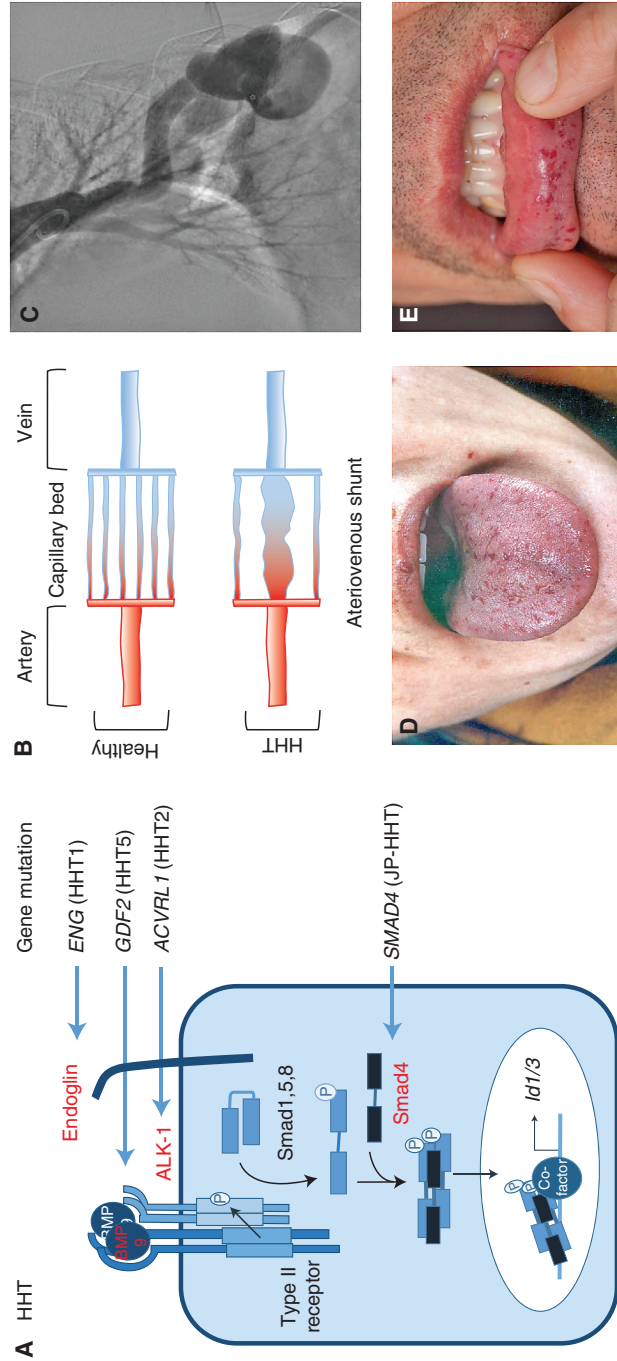 A
HHT
Gene mutation
Endoglin
ENG (HHT1)
GDF2 (HHT5)
ALK-1
ACVRL1 (HHT2)
BMP
9
BMP
9
P
Type II
receptor
Smad1,5,8
P
Smad4
SMAD4 (JP-HHT)
P
P
P
P
Co-
factor
Id1/3
B
Artery
Capillary bed
Vein
Healthy
HHT
Ateriovenous shunt
C
D
E